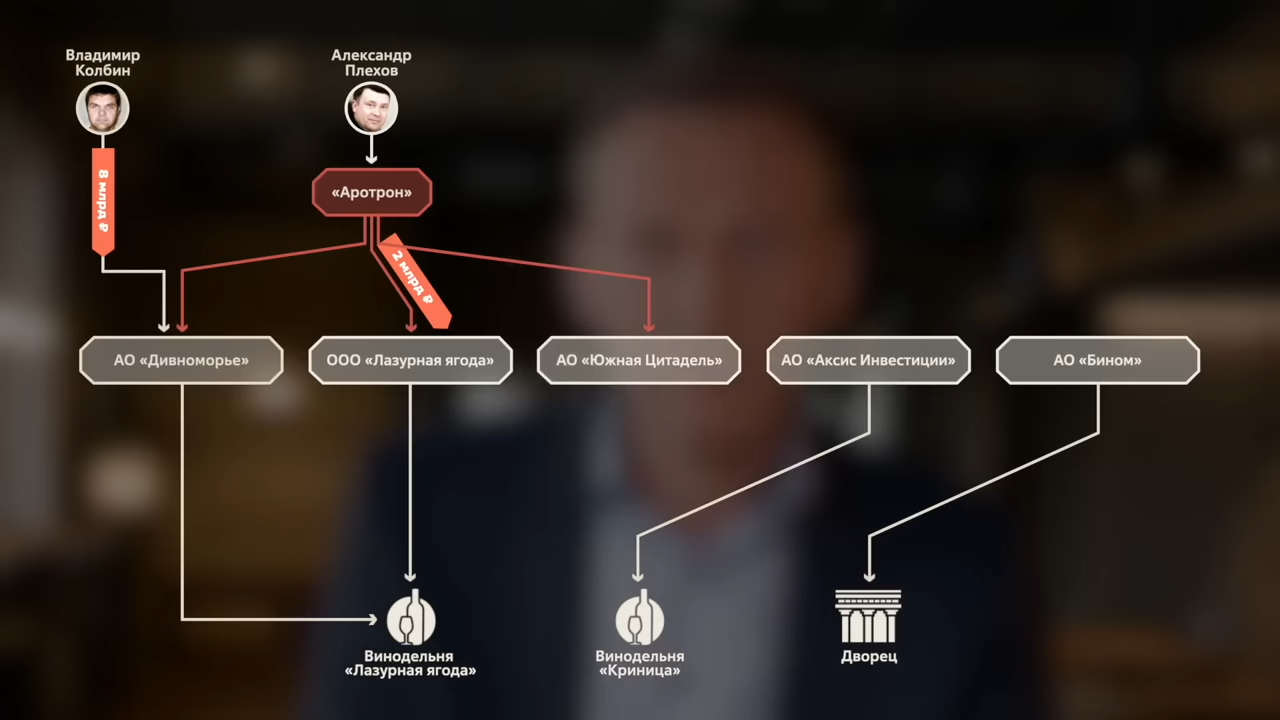 Владимир
Колбин
Александр
Плехов
8 млрд ₽
«Аротрон»
2 млрд ₽
АО «Дивноморье»
ООО «Лазурная ягода»
АО «Южная Цитадель»
АО «Аксис Инвестиции»
АО «Бином»
Винодельня
«Лазурная ягода»
Винодельня
«Криница»
Дворец